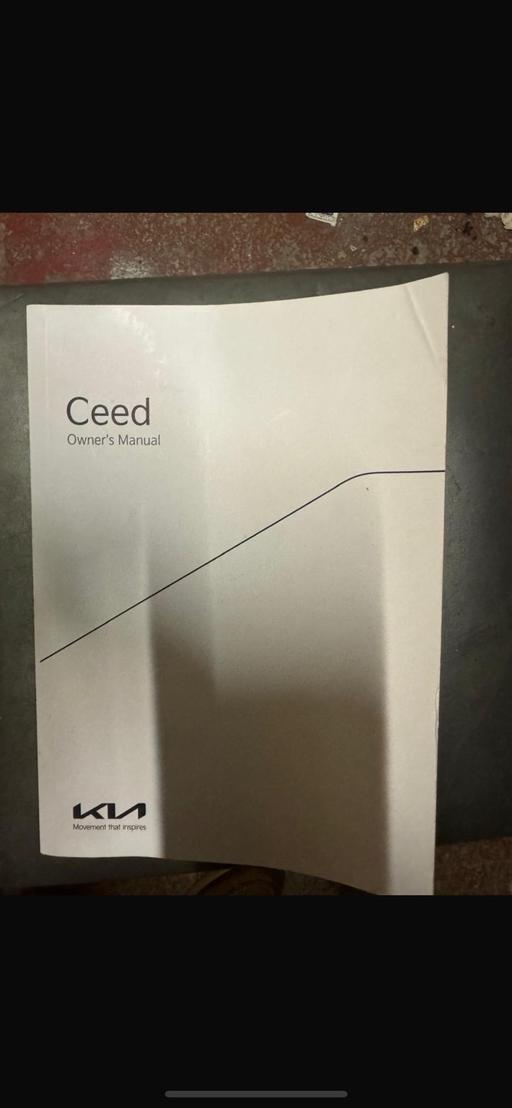 Ceed
Owner's Manual
KIA
Movement that inspires